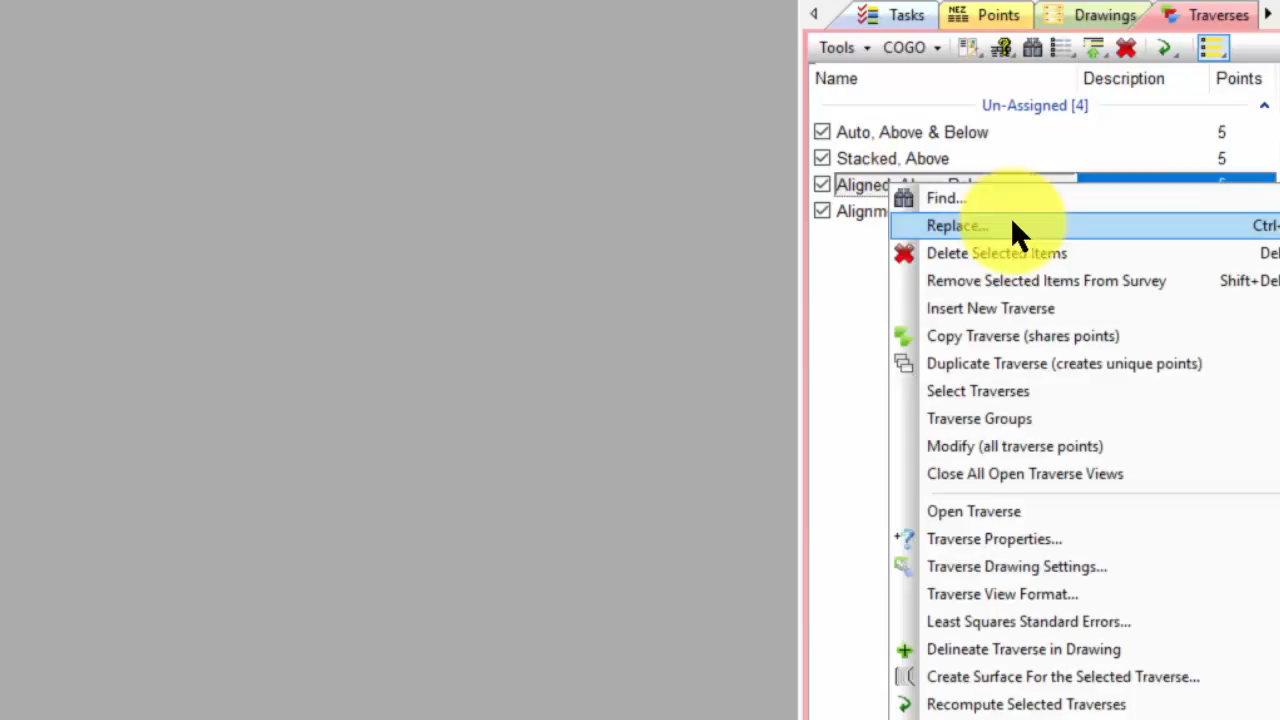 Tasks
NEZ
Points
Drawings
Traverses
Tools
COGO
Name
Description
Points
Un-Assigned [4]
Auto, Above & Below
5
Stacked, Above
5
Aligned, Above
5
Find...
Replace...
Delete Selected Items
Remove Selected Items From Survey
Insert New Traverse
Copy Traverse (shares points)
Duplicate Traverse (creates unique points)
Select Traverses
Traverse Groups
Modify (all traverse points)
Close All Open Traverse Views
Open Traverse
Traverse Properties...
Traverse Drawing Settings...
Traverse View Format...
Least Squares Standard Errors...
Delineate Traverse in Drawing
Create Surface For the Selected Traverse...
Recompute Selected Traverses